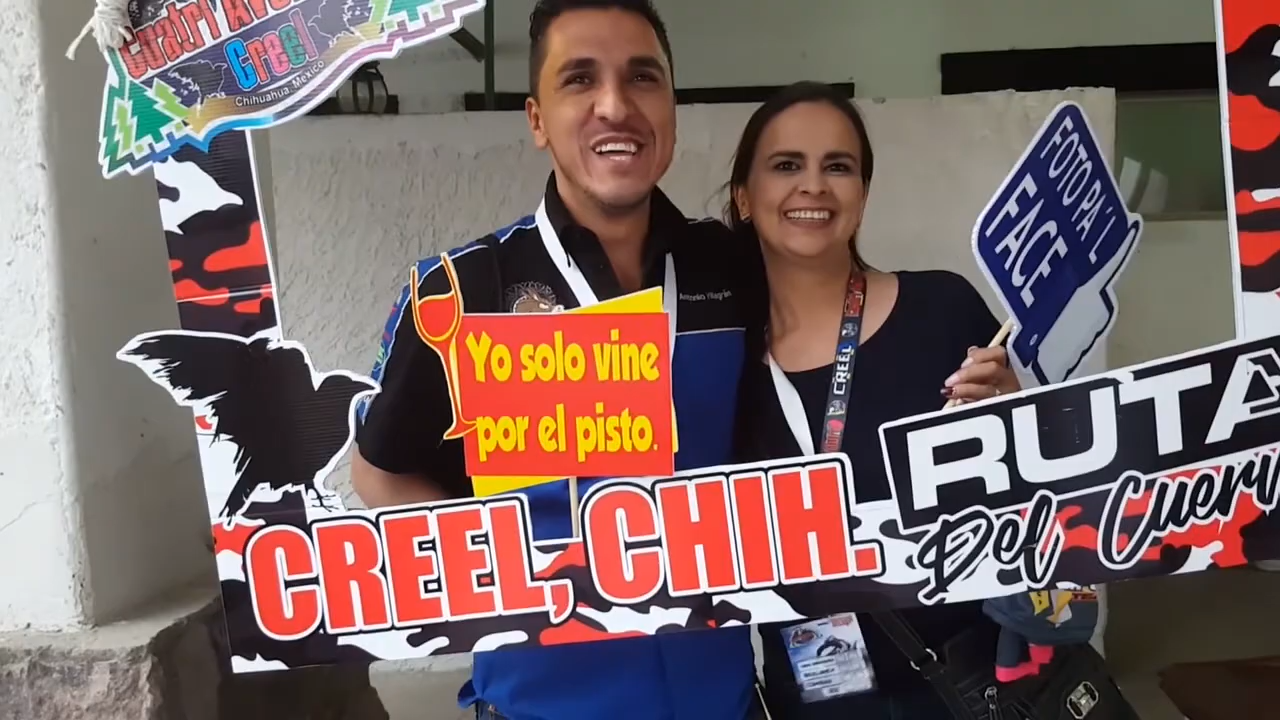 Creel
Chihuahua, Mexico
FOTO PA´L
FACE
Yo solo vine
por el pisto.
CREEL
RUTA
Del Cuerv
CREEL, CHIH.